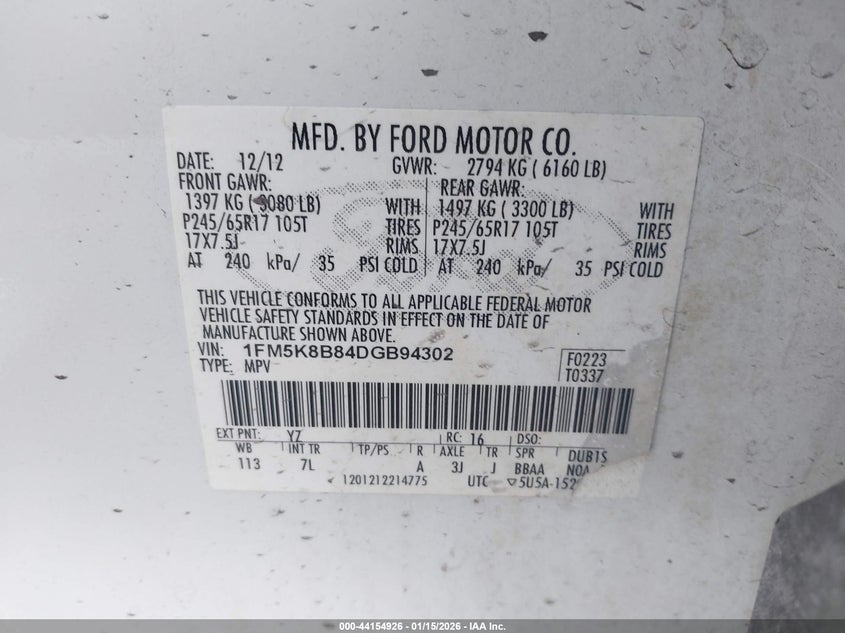 MFD. BY FORD MOTOR CO.
DATE: 12/12 GVWR: 2794 KG ( 6160 LB)
FRONT GAWR: REAR GAWR:
1397 KG ( 3080 LB) WITH 1497 KG ( 3300 LB) WITH
P245/65R17 105T TIRES P245/65R17 105T TIRES
17X7.5J RIMS 17X7.5J RIMS
AT 240 kPa/ 35 PSI COLD AT 240 kPa/ 35 PSI COLD
THIS VEHICLE CONFORMS TO ALL APPLICABLE FEDERAL MOTOR
VEHICLE SAFETY STANDARDS IN EFFECT ON THE DATE OF
MANUFACTURE SHOWN ABOVE.
VIN: 1FM5K8B84DGB94302 F0223
TYPE: MPV T0337
EXT PNT: YZ RC: 16 DSO:
WB INT TR TP/PS R AXLE TR SPR DUB1S
113 7L A 3J J BBAA NOA
1201212214775 UTC 5U5A-152
000-44154926 - 01/15/2026 - IAA Inc.